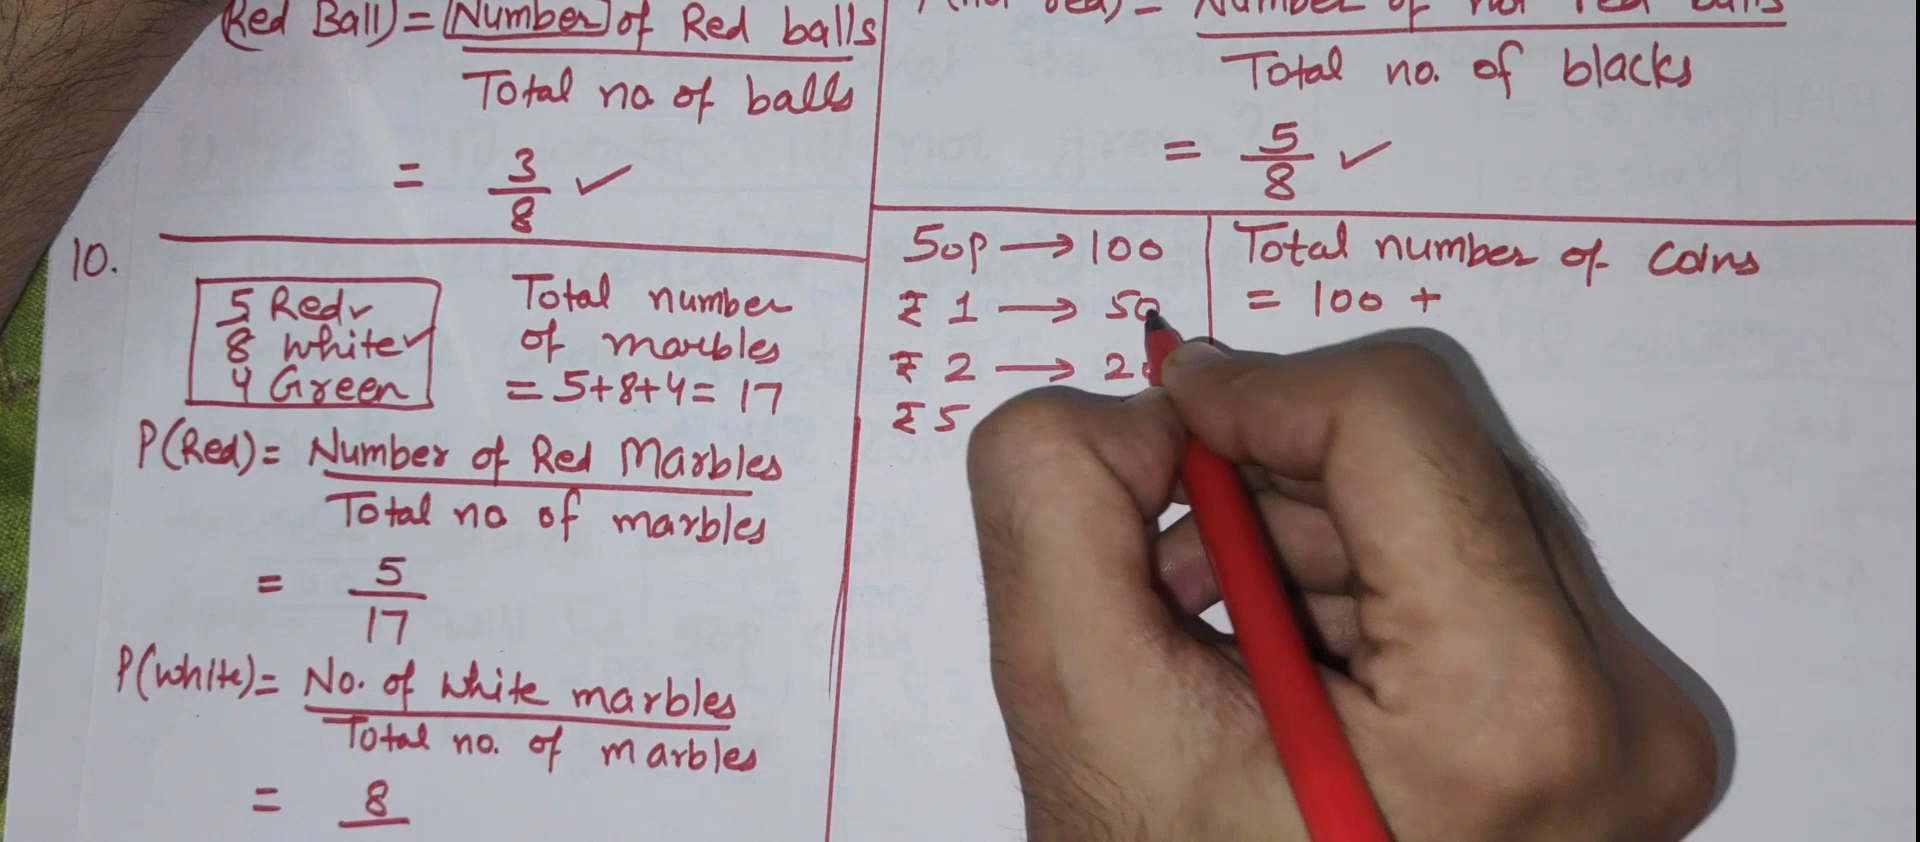 (Red Ball) = Number of Red balls
Total no of balls
= 3
8
Total no. of blacks
= 5
8
10.
5 Red
8 white
4 Green
Total number
of marbles
= 5+8+4= 17
P(Red)= Number of Red Marbles
Total no of marbles
= 5
17
P(white)= No. of white marbles
Total no. of marbles
= 8
50p → 100
₹ 1 → 50
₹ 2 →
₹ 5
Total number of coins
= 100 +